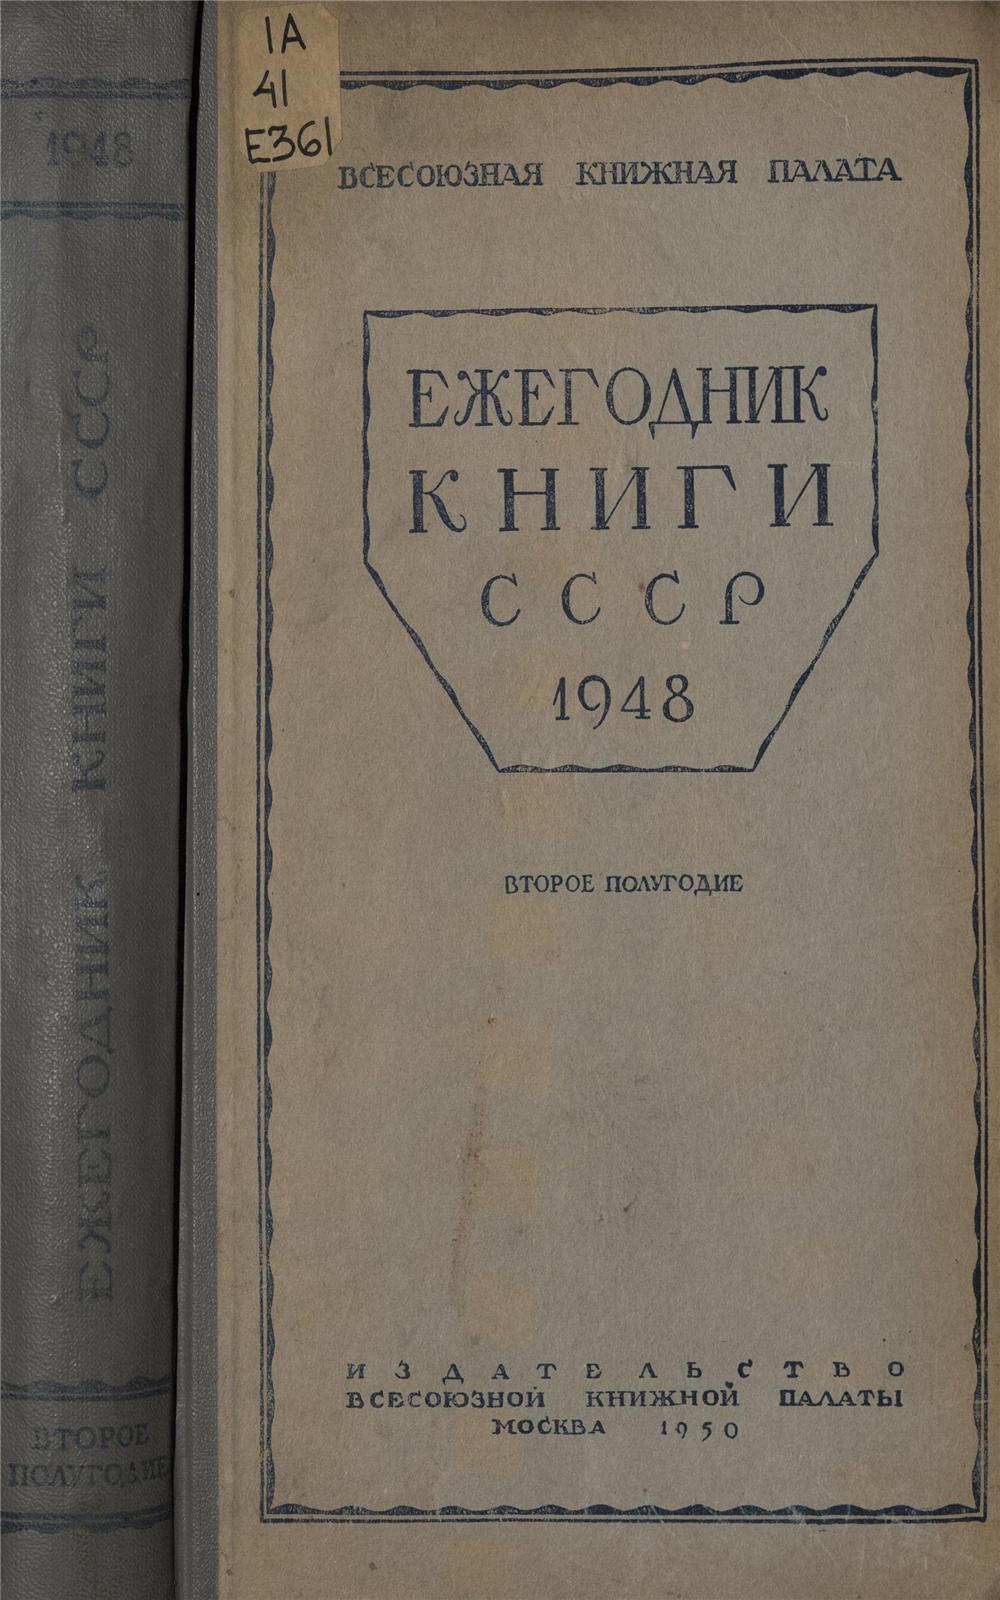 1948
ЕЖЕГОДНИК КНИГИ СССР
ВТОРОЕ
ПОЛУГОДИЕ
1А
41
Е361
ВСЕСОЮЗНАЯ КНИЖНАЯ ПАЛАТА
ЕЖЕГОДНИК
КНИГИ
СССР
1948
ВТОРОЕ ПОЛУГОДИЕ
ИЗДАТЕЛЬСТВО
ВСЕСОЮЗНОЙ КНИЖНОЙ ПАЛАТЫ
МОСКВА 1950